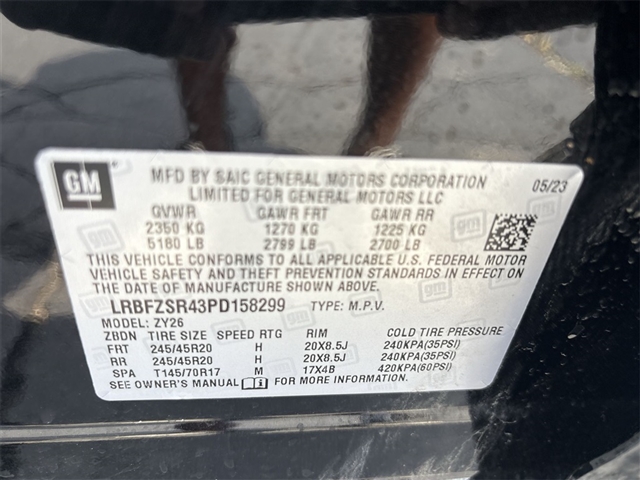 GM
MFD BY SAIC GENERAL MOTORS CORPORATION
LIMITED FOR GENERAL MOTORS LLC
05/23
GVWR GAWR FRT GAWR RR
2350 KG 1270 KG 1225 KG
5180 LB 2799 LB 2700 LB
THIS VEHICLE CONFORMS TO ALL APPLICABLE U.S. FEDERAL MOTOR
VEHICLE SAFETY AND THEFT PREVENTION STANDARDS IN EFFECT ON
THE DATE OF MANUFACTURE SHOWN ABOVE.
LRBFZSR43PD158299 TYPE: M.P.V.
MODEL: ZY26
ZBDN TIRE SIZE SPEED RTG RIM COLD TIRE PRESSURE
FRT 245/45R20 H 20X8.5J 240KPA(35PSI)
RR 245/45R20 H 20X8.5J 240KPA(35PSI)
SPA T145/70R17 M 17X4B 420KPA(60PSI)
SEE OWNER'S MANUAL FOR MORE INFORMATION